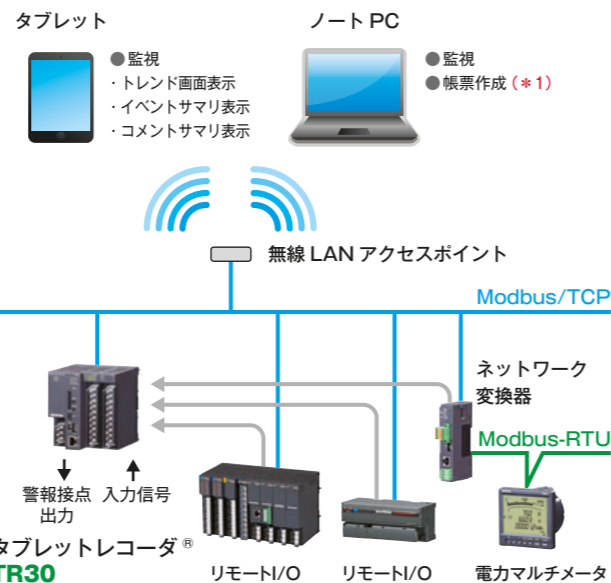 タブレット
●監視
・トレンド画面表示
・イベントサマリ表示
・コメントサマリ表示
ノート PC
●監視
●帳票作成（＊1）
無線 LAN アクセスポイント
Modbus/TCP
ネットワーク
変換器
Modbus-RTU
警報接点
出力
入力信号
タブレットレコーダ®
TR30
リモートI/O
リモートI/O
電力マルチメータ